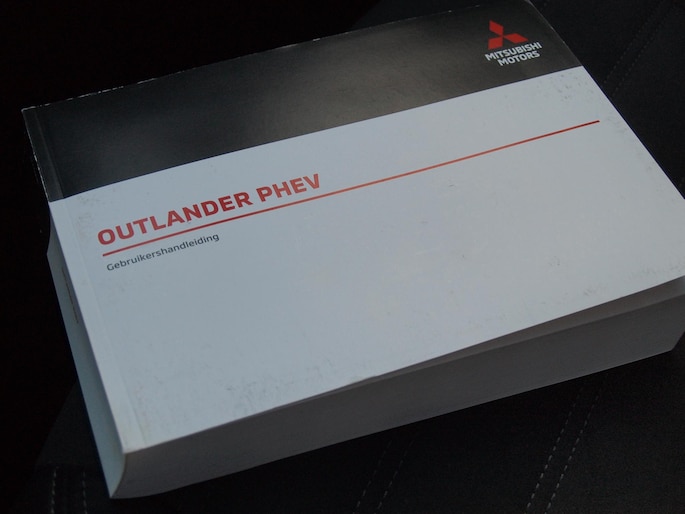 MITSUBISHI
MOTORS
OUTLANDER PHEV
Gebruikershandleiding